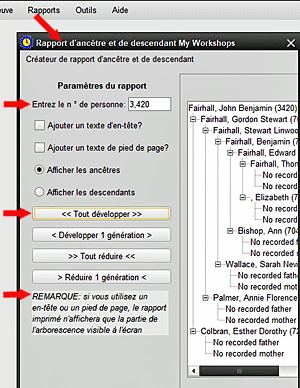 euve Rapports Outils Aide
Rapport d'ancêtre et de descendant My Workshops
Créateur de rapport d'ancêtre et de descendant
Paramètres du rapport
Entrez le n ° de personne: 3,420
Ajouter un texte d'en-tête?
Ajouter un texte de pied de page?
Afficher les ancêtres
Afficher les descendants
<< Tout développer >>
< Développer 1 génération >
>> Tout réduire <<
> Réduire 1 génération <
REMARQUE: si vous utilisez un
en-tête ou un pied de page, le rapport
imprimé n'affichera que la partie de
l'arborescence visible à l'écran
Fairhall, John Benjamin (3420)
Fairhall, Gordon Stewart (70
Fairhall, Stewart Linwoo
Fairhall, Benjamin (
Fairhall, Edward
Fairhall, Thor
No record
No record
-, Elizabeth (
No record
No record
Bishop, Ann (704
No recorded
No recorded
Wallace, Sarah Nev
No recorded fat
No recorded mo
Palmer, Annie Florence
No recorded father
No recorded mother
Colbran, Esther Dorothy (72
No recorded father
No recorded mother